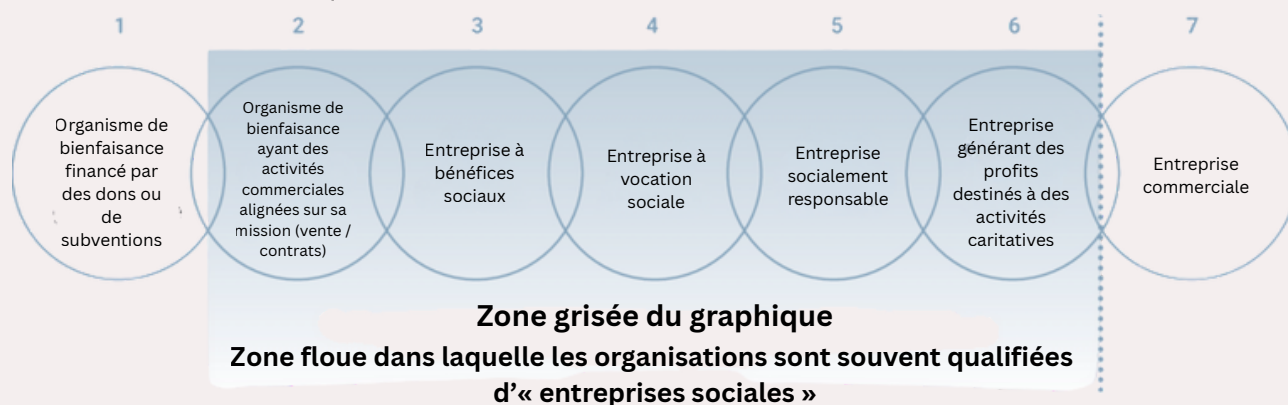 1 2 3 4 5 6 7
Organisme de
bienfaisance
financé par
des dons ou
de
subventions
Organisme de
bienfaisance
ayant des
activités
commerciales
alignées sur sa
mission (vente /
contrats)
Entreprise à
bénéfices
sociaux
Entreprise à
vocation
sociale
Entreprise
socialement
responsable
Entreprise
générant des
profits
destinés à des
activités
caritatives
Entreprise
commerciale
Zone grisée du graphique
Zone floue dans laquelle les organisations sont souvent qualifiées
d’« entreprises sociales »